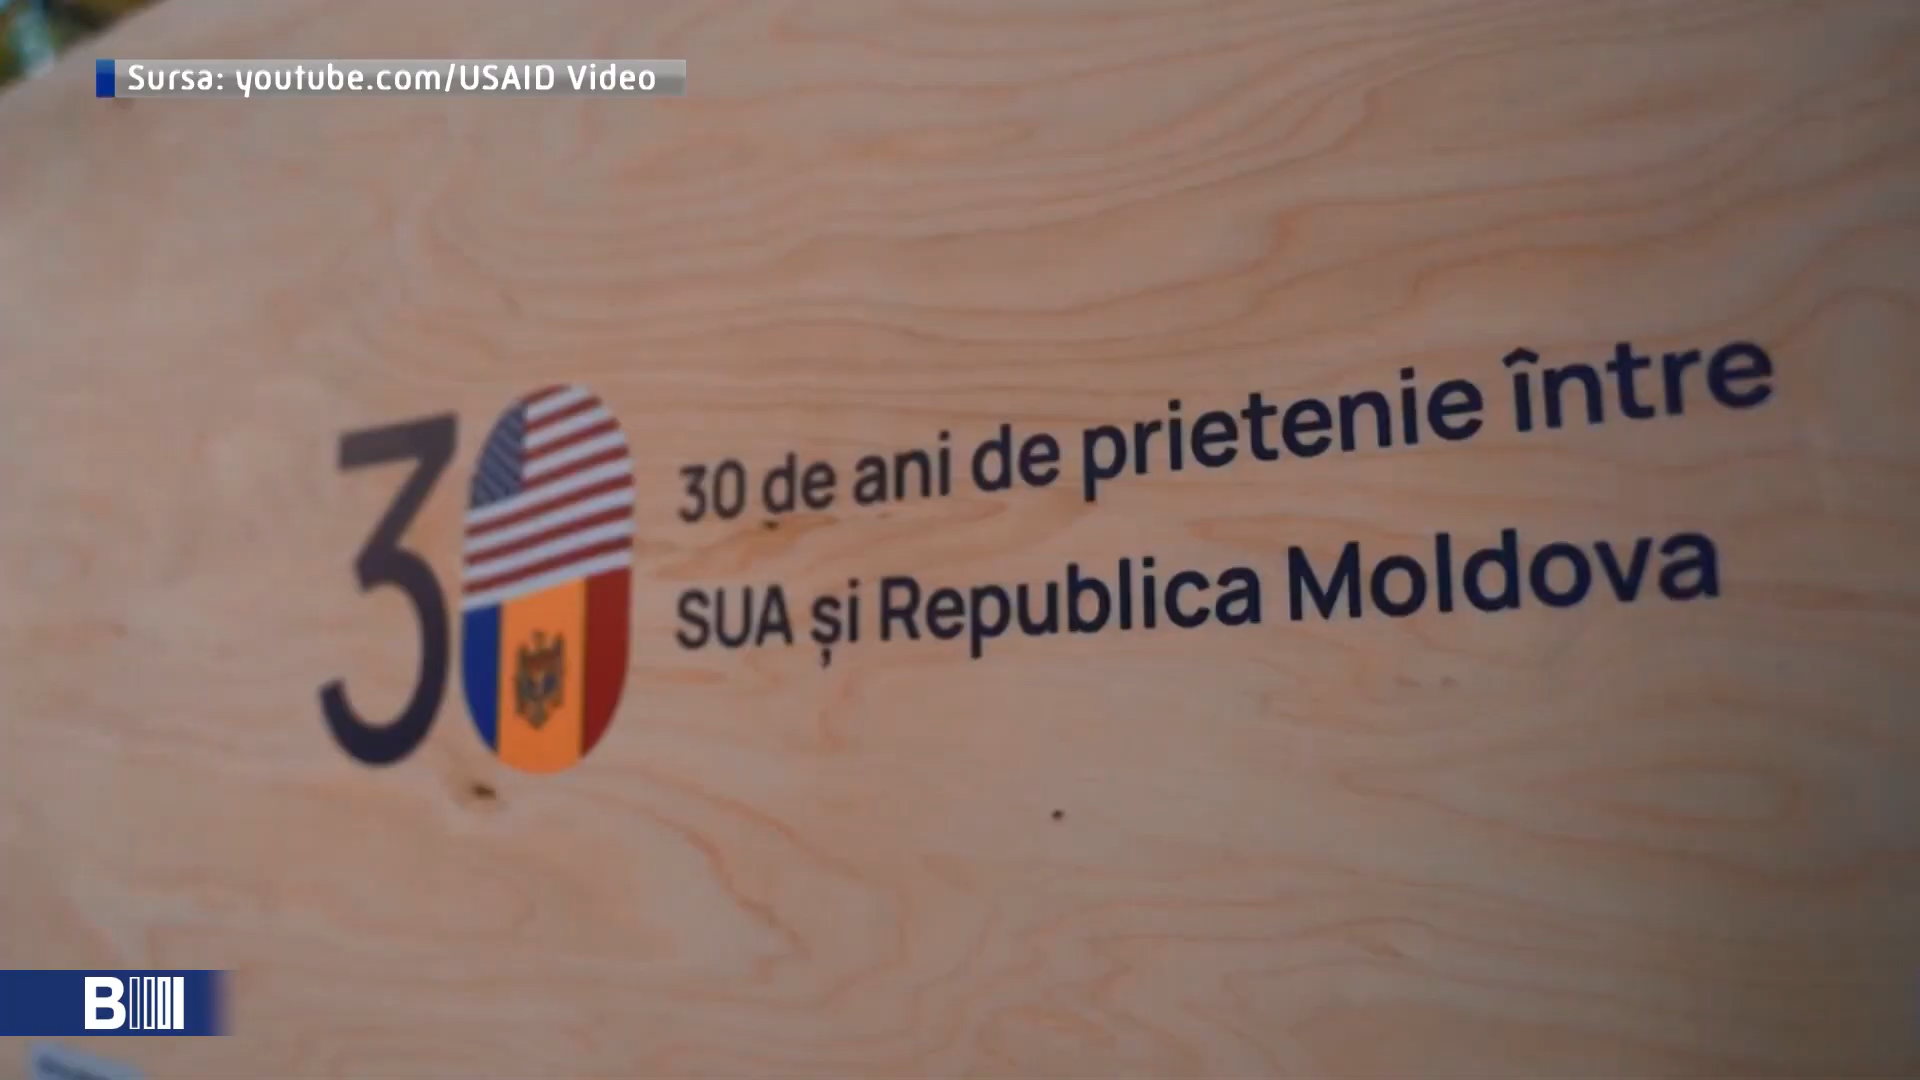 Sursa: youtube.com/USAID Video
30
30 de ani de prietenie între
SUA și Republica Moldova
B